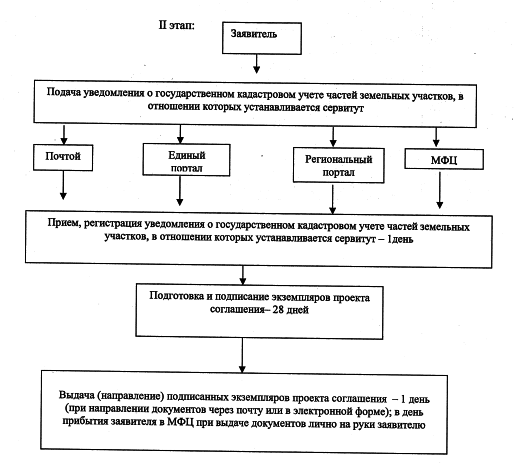 II этап:
Заявитель
Подача уведомления о государственном кадастровом учете частей земельных участков, в
отношении которых устанавливается сервитут
Почтой
Единый
портал
Региональный
портал
МФЦ
Прием, регистрация уведомления о государственном кадастровом учете частей земельных
участков, в отношении которых устанавливается сервитут – 1день
Подготовка и подписание экземпляров проекта
соглашения– 28 дней
Выдача (направление) подписанных экземпляров проекта соглашения – 1 день
(при направлении документов через почту или в электронной форме); в день
прибытия заявителя в МФЦ при выдаче документов лично на руки заявителю